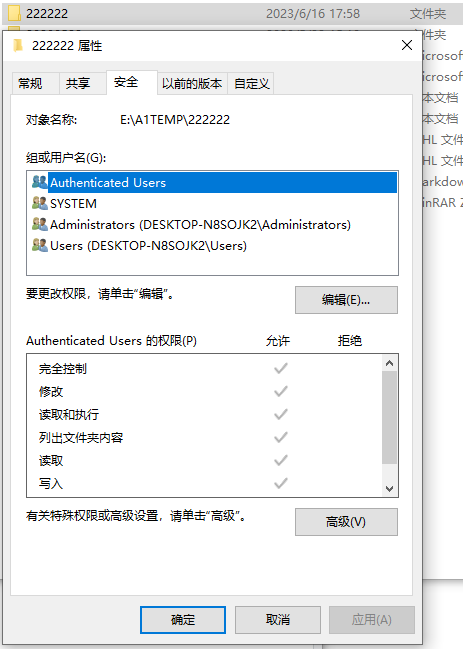 222222 2023/6/16 17:58 文件夹
文件夹
222222 属性
icrosof
常规 共享 安全 以前的版本 自定义
icrosof
本文档
对象名称: E:\A1TEMP\222222
本文档
HL 文件
组或用户名(G):
HL 文件
Authenticated Users
arkdow
SYSTEM
inRAR Z
Administrators (DESKTOP-N8SOJK2\Administrators)
Users (DESKTOP-N8SOJK2\Users)
要更改权限，请单击"编辑"。
编辑(E)...
Authenticated Users 的权限(P) 允许 拒绝
完全控制
修改
读取和执行
列出文件夹内容
读取
写入
有关特殊权限或高级设置，请单击"高级"。
高级(V)
确定 取消 应用(A)